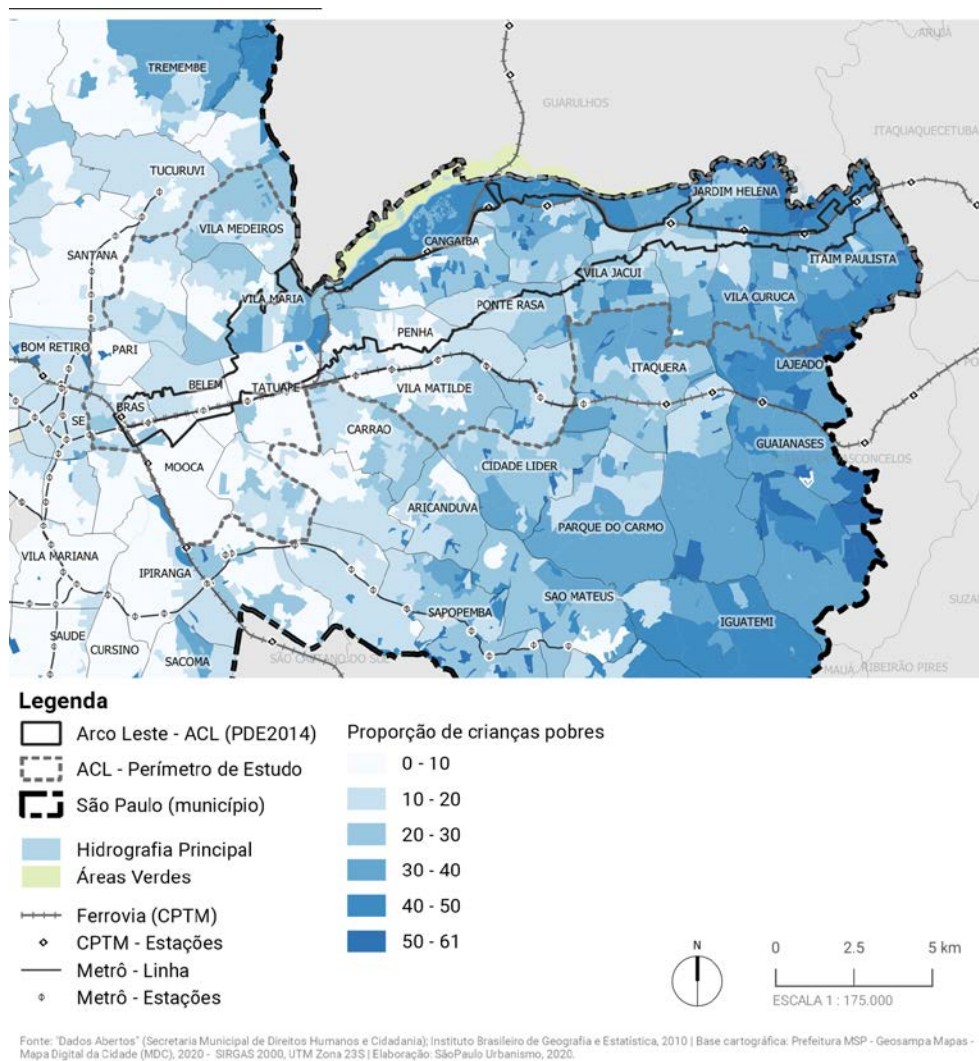 ARUJÁ
TREMEMBE
GUARULHOS
ITAQUAQUECETUBA
TUCURUVI
JARDIM HELENA
VILA MEDEIROS
SANTANA
CANGAIBA
ITAIM PAULISTA
VILA JACUI
VILA MARIA
VILA CURUCA
PONTE RASA
PENHA
BOM RETIRO
PARI
LAJEADO
ITAQUERA
BELEM
TATUAPE
VILA MATILDE
BRAS
SE
CARRAO
GUAIANASES
MOOCA
CIDADE LIDER
ARICANDUVA
PARQUE DO CARMO
VILA MARIANA
IPIRANGA
SAO MATEUS
SAPOPEMBA
IGUATEMI
SAUDE
CURSINO
SACOMA
SÃO CAETANO DO SUL
MAUÁ
RIBEIRÃO PIRES
Legenda
Arco Leste - ACL (PDE2014)
ACL - Perímetro de Estudo
São Paulo (município)
Hidrografia Principal
Áreas Verdes
Ferrovia (CPTM)
CPTM - Estações
Metrô - Linha
Metrô - Estações
Proporção de crianças pobres
0 - 10
10 - 20
20 - 30
30 - 40
40 - 50
50 - 61
N
0 2.5 5 km
ESCALA 1 : 175.000
Fonte: "Dados Abertos" (Secretaria Municipal de Direitos Humanos e Cidadania); Instituto Brasileiro de Geografia e Estatística, 2010 | Base cartográfica: Prefeitura MSP - Geosampa Mapas -
Mapa Digital da Cidade (MDC), 2020 - SIRGAS 2000, UTM Zona 23S | Elaboração: SãoPaulo Urbanismo, 2020.